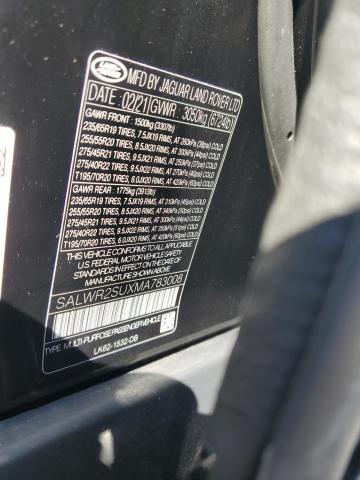 LAND ROVER
MFD BY JAGUAR LAND ROVER LTD
DATE: 02/21 GVWR: 3050kg (6724lb)
GAWR FRONT: 1500kg (3307lb)
235/65R19 TIRES, 7.5JX19 RIMS, AT 260kPa (38psi) COLD
255/55R20 TIRES, 8.5JX20 RIMS, AT 300kPa (44psi) COLD
275/45R21 TIRES, 9.5JX21 RIMS, AT 250kPa (37psi) COLD
275/40R22 TIRES, 9.5JX22 RIMS, AT 270kPa (40psi) COLD
T195/70R20 TIRES, 6.0JX20 RIMS, AT 420kPa (60psi) COLD
GAWR REAR: 1775kg (3913lb)
235/65R19 TIRES, 7.5JX19 RIMS, AT 310kPa (45psi) COLD
255/55R20 TIRES, 8.5JX20 RIMS, AT 340kPa (50psi) COLD
275/45R21 TIRES, 9.5JX21 RIMS, AT 300kPa (44psi) COLD
275/40R22 TIRES, 9.5JX22 RIMS, AT 350kPa (51psi) COLD
T195/70R20 TIRES, 6.0JX20 RIMS, AT 420kPa (60psi) COLD
THIS VEHICLE CONFORMS TO ALL APPLICABLE U.S. FEDERAL MOTOR VEHICLE
SAFETY STANDARDS IN EFFECT ON THE DATE OF MANUFACTURE SHOWN ABOVE
SALWR2SUXMA783008
TYPE: MULTI-PURPOSE PASSENGER VEHICLE
LK62-1532-DB